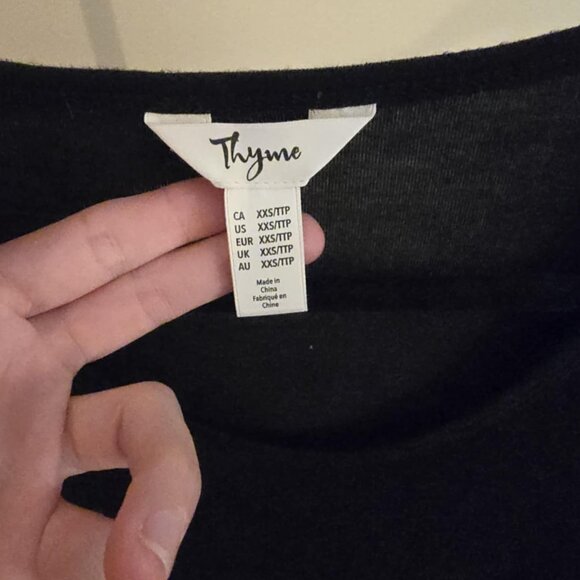 Thyme
CA XXS/TTP
US XXS/TTP
EUR XXS/TTP
UK XXS/TTP
AU XXS/TTP
Made in
China
Fabriqué en
Chine